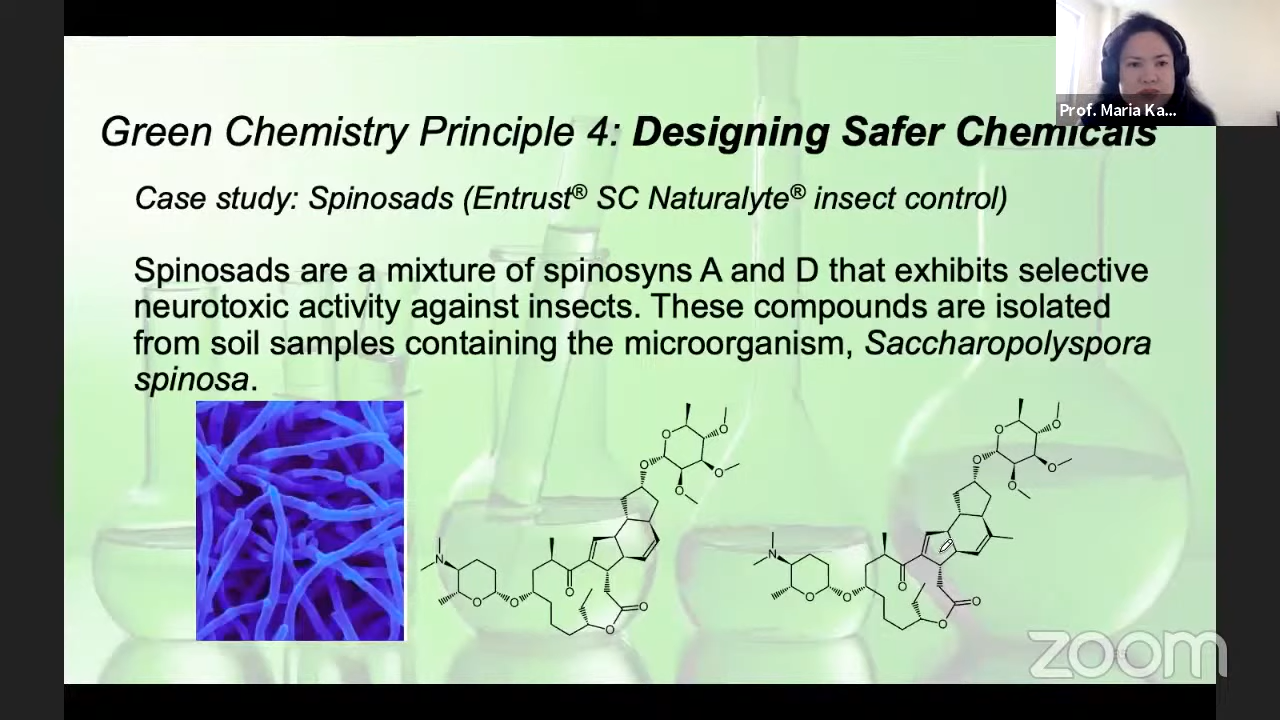 Prof. Maria Ka...
Green Chemistry Principle 4: Designing Safer Chemicals
Case study: Spinosads (Entrust® SC Naturalyte® insect control)
Spinosads are a mixture of spinosyns A and D that exhibits selective
neurotoxic activity against insects. These compounds are isolated
from soil samples containing the microorganism, Saccharopolyspora
spinosa.
O
O
O
O
O
N
O
O
O
O
O
O
O
O
O
O
N
O
O
O
O
O
zoom